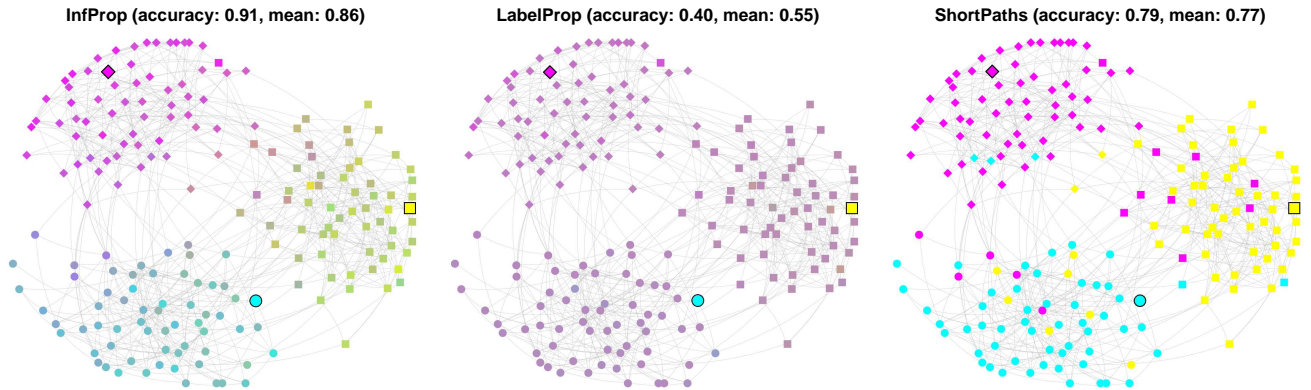 InfProp (accuracy: 0.91, mean: 0.86)
LabelProp (accuracy: 0.40, mean: 0.55)
ShortPaths (accuracy: 0.79, mean: 0.77)